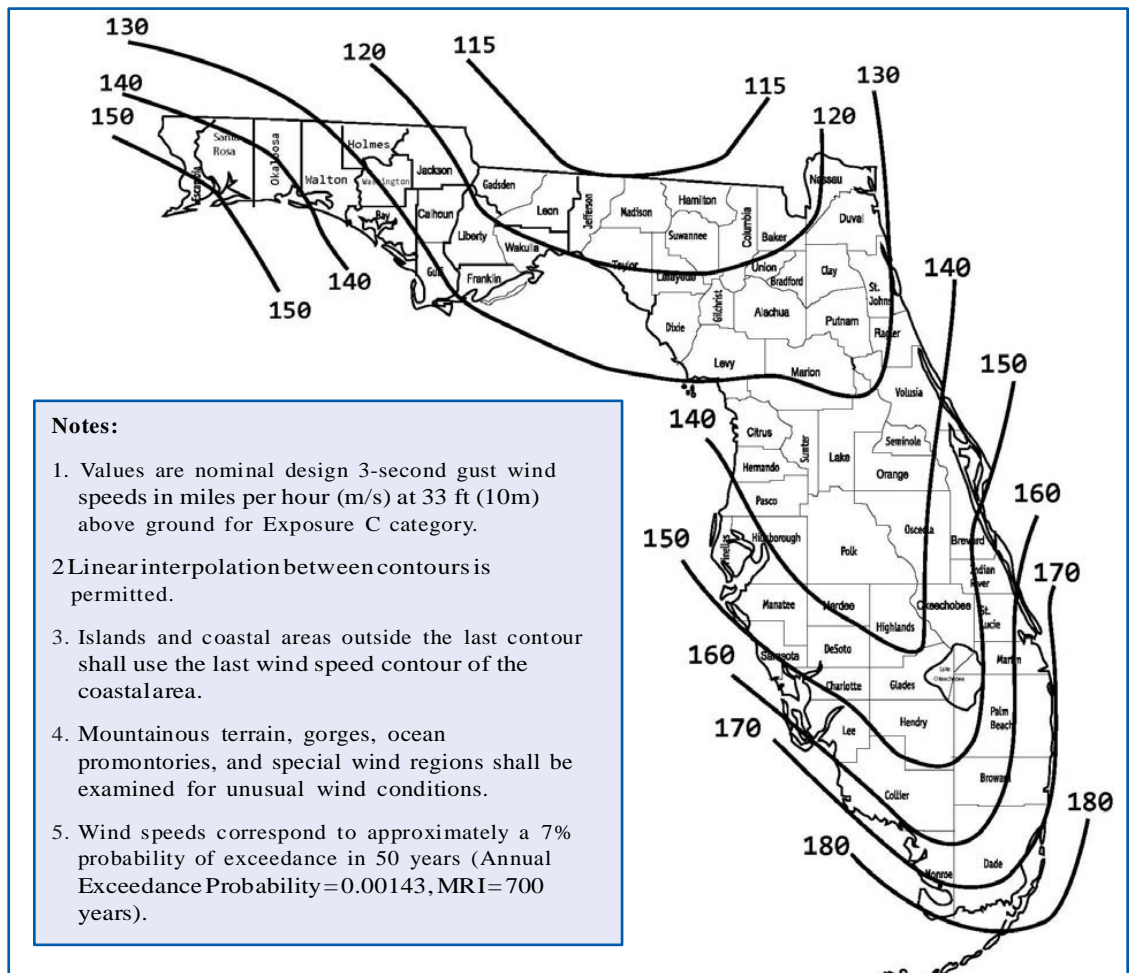 130
120
115
115
130
120
140
150
140
150
Escambia
Santa
Rosa
Okaloosa
Walton
Holmes
Washington
Jackson
Bay
Calhoun
Gulf
Gadsden
Liberty
Franklin
Leon
Wakulla
Jefferson
Madison
Taylor
Hamilton
Suwannee
Lafayette
Columbia
Baker
Union
Bradford
Nassau
Duval
Clay
St.
Johns
Dixie
Gilchrist
Alachua
Putnam
Flagler
Levy
Marion
Volusia
140
150
140
Citrus
Hernando
Pasco
Sumter
Lake
Seminole
Orange
Osceola
Brevard
160
150
Pinellas
Hillsborough
Polk
Indian
River
170
Manatee
Hardee
Highlands
Okeechobee
St.
Lucie
Sarasota
DeSoto
Martin
160
Charlotte
Glades
Lake
Okeechobee
170
Lee
Hendry
Palm
Beach
Collier
Broward
180
180
Monroe
Dade
Notes:
1. Values are nominal design 3-second gust wind
speeds in miles per hour (m/s) at 33 ft (10m)
above ground for Exposure C category.
2 Linear interpolation between contours is
permitted.
3. Islands and coastal areas outside the last contour
shall use the last wind speed contour of the
coastal area.
4. Mountainous terrain, gorges, ocean
promontories, and special wind regions shall be
examined for unusual wind conditions.
5. Wind speeds correspond to approximately a 7%
probability of exceedance in 50 years (Annual
Exceedance Probability = 0.00143, MRI = 700
years).